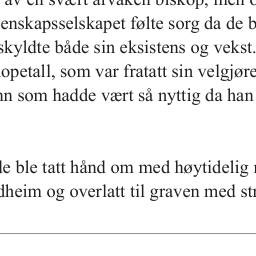 av en svært årvåken biskop, men o
enskapsselskapet følte sorg da de b
skyldte både sin eksistens og vekst.
opetall, som var fratatt sin velgjøre
nn som hadde vært så nyttig da han
le ble tatt hånd om med høytidelig r
dheim og overlatt til graven med str